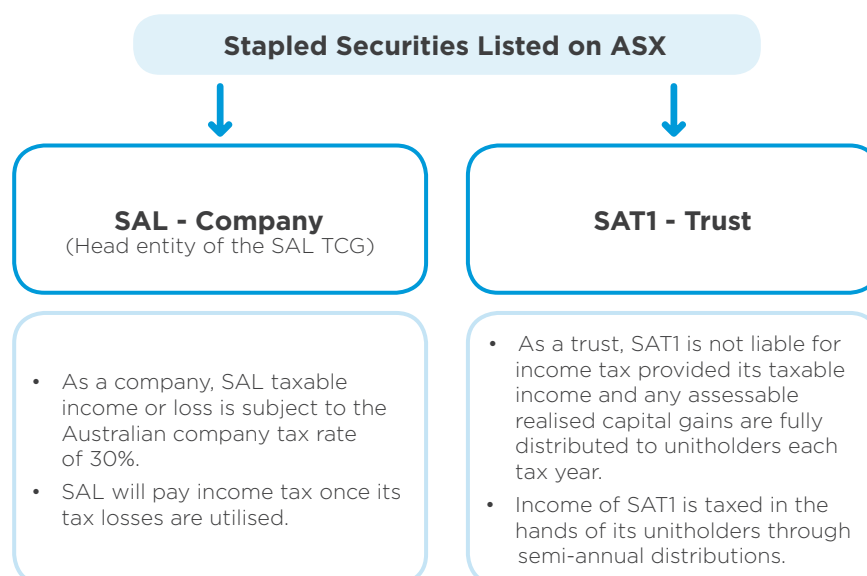 Stapled Securities Listed on ASX
SAL - Company
(Head entity of the SAL TCG)
SAT1 - Trust
• As a company, SAL taxable
income or loss is subject to the
Australian company tax rate
of 30%.
• SAL will pay income tax once its
tax losses are utilised.
• As a trust, SAT1 is not liable for
income tax provided its taxable
income and any assessable
realised capital gains are fully
distributed to unitholders each
tax year.
• Income of SAT1 is taxed in the
hands of its unitholders through
semi-annual distributions.